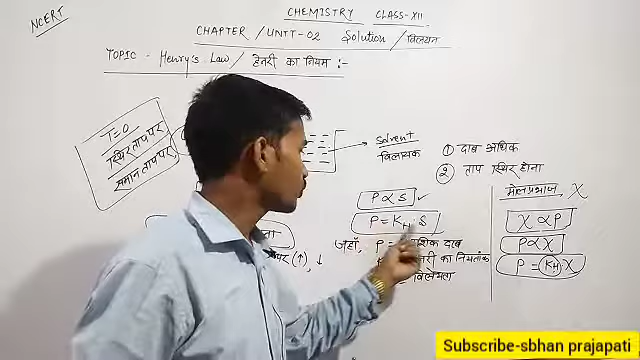 NCERT
CHEMISTRY CLASS-XII
CHAPTER / UNIT-02 Solution / विलयन
TOPIC - Henry's Law / हेनरी का नियम :-
T=0
स्थिर ताप पर
समान ताप पर
Solvent
विलायक
① दाब अधिक
② ताप स्थिर होना
P ∝ S ✓
P = KH·S
जहाँ, P = दाब
का नियतांक
पर (↑) , ↓
मोलप्रभाज, X
X ∝ P
P ∝ X
P = KH·X
Subscribe-sbhan prajapati